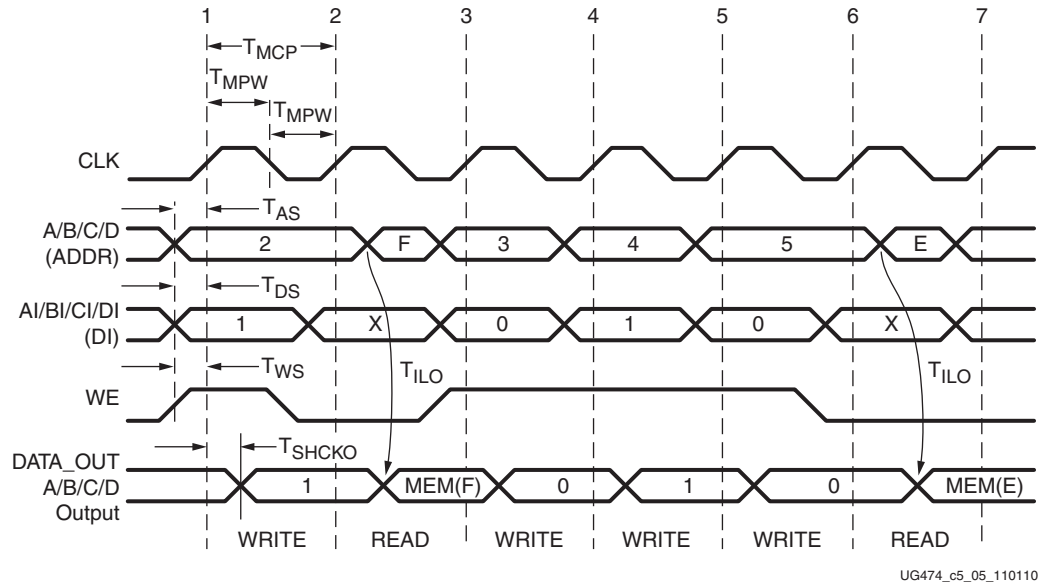 1 2 3 4 5 6 7
TMCP
TMPW
TMPW
CLK
TAS
A/B/C/D
(ADDR)
2 F 3 4 5 E
TDS
AI/BI/CI/DI
(DI)
1 X 0 1 0 X
TWS
TILO TILO
WE
TSHCKO
DATA_OUT
A/B/C/D
Output
1 MEM(F) 0 1 0 MEM(E)
WRITE READ WRITE WRITE WRITE READ
UG474_c5_05_110110